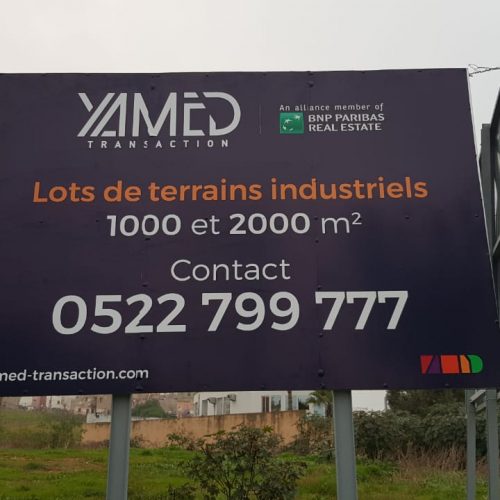 YAMED
TRANSACTION
An alliance member of
BNP PARIBAS
REAL ESTATE
Lots de terrains industriels
1000 et 2000 m²
Contact
0522 799 777
med-transaction.com